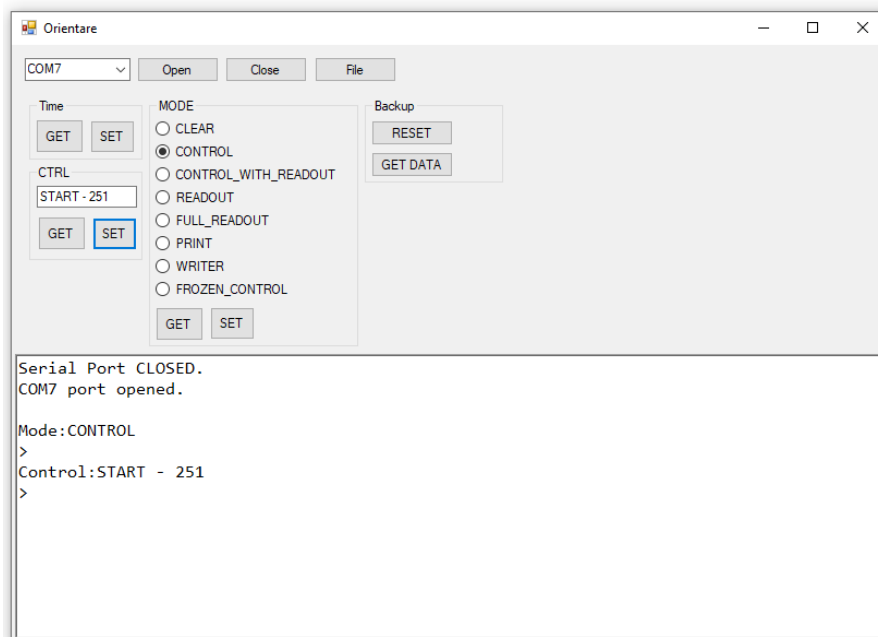 Orientare
COM7 Open Close File
Time MODE Backup
GET SET CLEAR RESET
CONTROL
CTRL CONTROL_WITH_READOUT GET DATA
START - 251 READOUT
GET SET FULL_READOUT
PRINT
WRITER
FROZEN_CONTROL
GET SET
Serial Port CLOSED.
COM7 port opened.
Mode:CONTROL
>
Control:START - 251
>